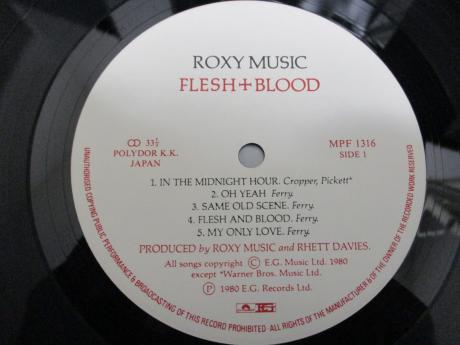 ROXY MUSIC
FLESH+BLOOD
33⅓
POLYDOR K.K.
JAPAN
MPF 1316
SIDE 1
1. IN THE MIDNIGHT HOUR. Cropper, Pickett*
2. OH YEAH Ferry.
3. SAME OLD SCENE. Ferry.
4. FLESH AND BLOOD. Ferry.
5. MY ONLY LOVE. Ferry.
PRODUCED by ROXY MUSIC and RHETT DAVIES.
All songs copyright Ⓒ E.G. Music Ltd. 1980
except *Warner Bros. Music Ltd.
Ⓟ 1980 E.G. Records Ltd.
UNAUTHORISED COPYING PUBLIC PERFORMANCE & BROADCASTING OF THIS RECORD PROHIBITED· ALL RIGHTS OF THE MANUFACTURER & OF THE OWNER OF THE RECORDED WORK RESERVED